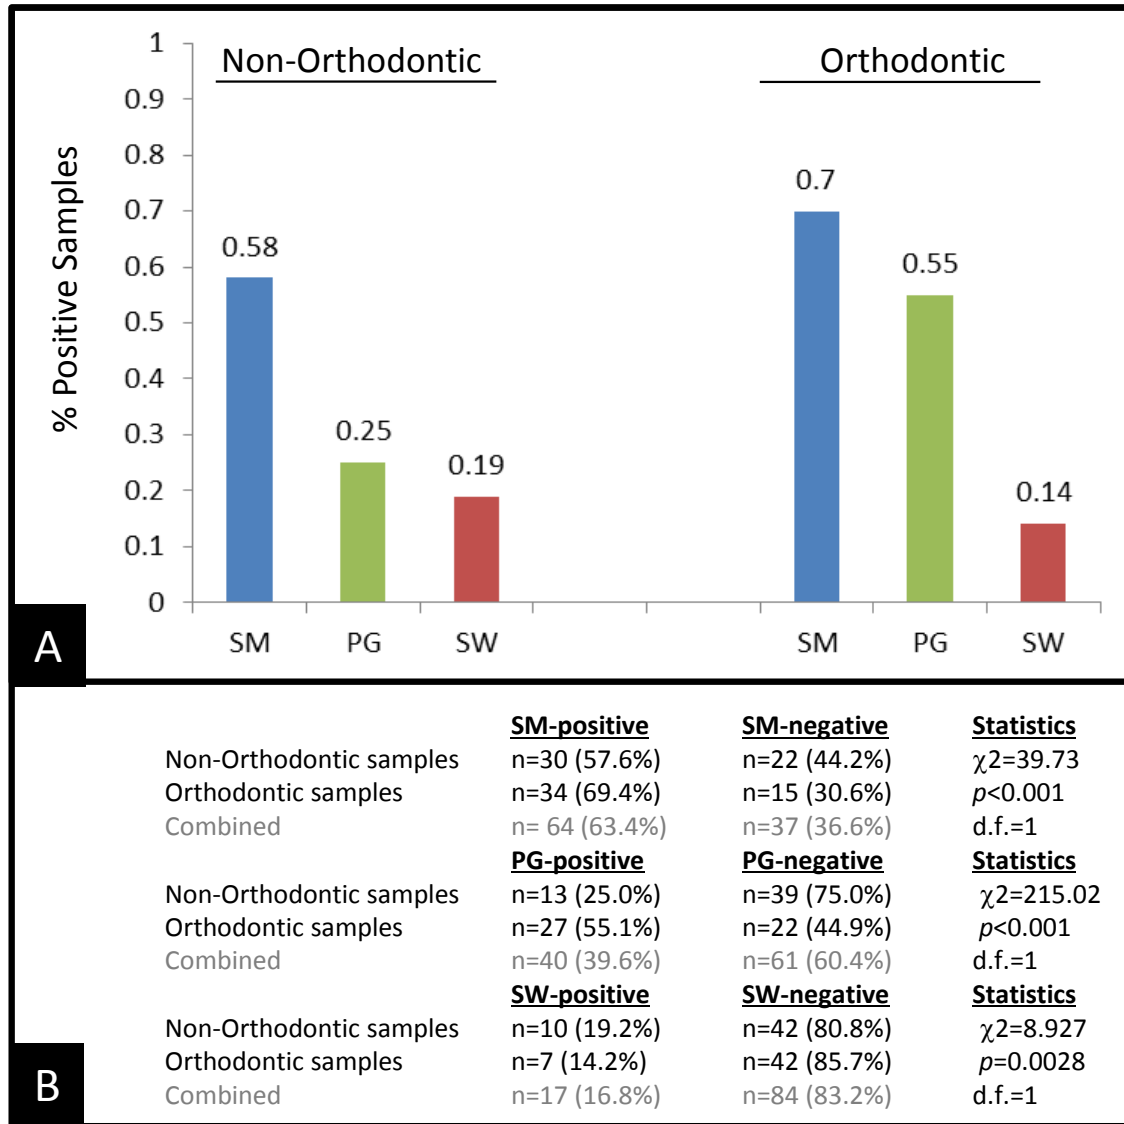 Non-Orthodontic Orthodontic
% Positive Samples
1
0.9
0.8
0.7
0.6
0.5
0.4
0.3
0.2
0.1
0
0.58
0.25
0.19
0.7
0.55
0.14
SM PG SW SM PG SW
A
SM-positive SM-negative Statistics
Non-Orthodontic samples n=30 (57.6%) n=22 (44.2%) χ2=39.73
Orthodontic samples n=34 (69.4%) n=15 (30.6%) p<0.001
Combined n= 64 (63.4%) n=37 (36.6%) d.f.=1
PG-positive PG-negative Statistics
Non-Orthodontic samples n=13 (25.0%) n=39 (75.0%) χ2=215.02
Orthodontic samples n=27 (55.1%) n=22 (44.9%) p<0.001
Combined n=40 (39.6%) n=61 (60.4%) d.f.=1
SW-positive SW-negative Statistics
Non-Orthodontic samples n=10 (19.2%) n=42 (80.8%) χ2=8.927
Orthodontic samples n=7 (14.2%) n=42 (85.7%) p=0.0028
Combined n=17 (16.8%) n=84 (83.2%) d.f.=1
B